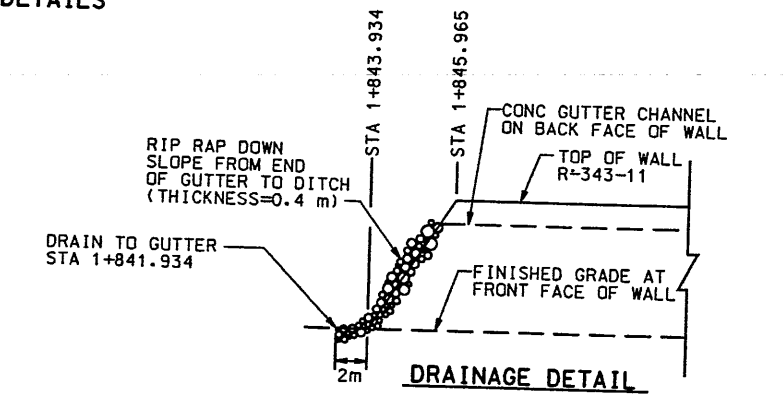 DETAILS
STA 1+843.934
STA 1+845.965
CONC GUTTER CHANNEL
ON BACK FACE OF WALL
RIP RAP DOWN
SLOPE FROM END
OF GUTTER TO DITCH
(THICKNESS=0.4 m)
TOP OF WALL
R-343-11
DRAIN TO GUTTER
STA 1+841.934
FINISHED GRADE AT
FRONT FACE OF WALL
2m
DRAINAGE DETAIL